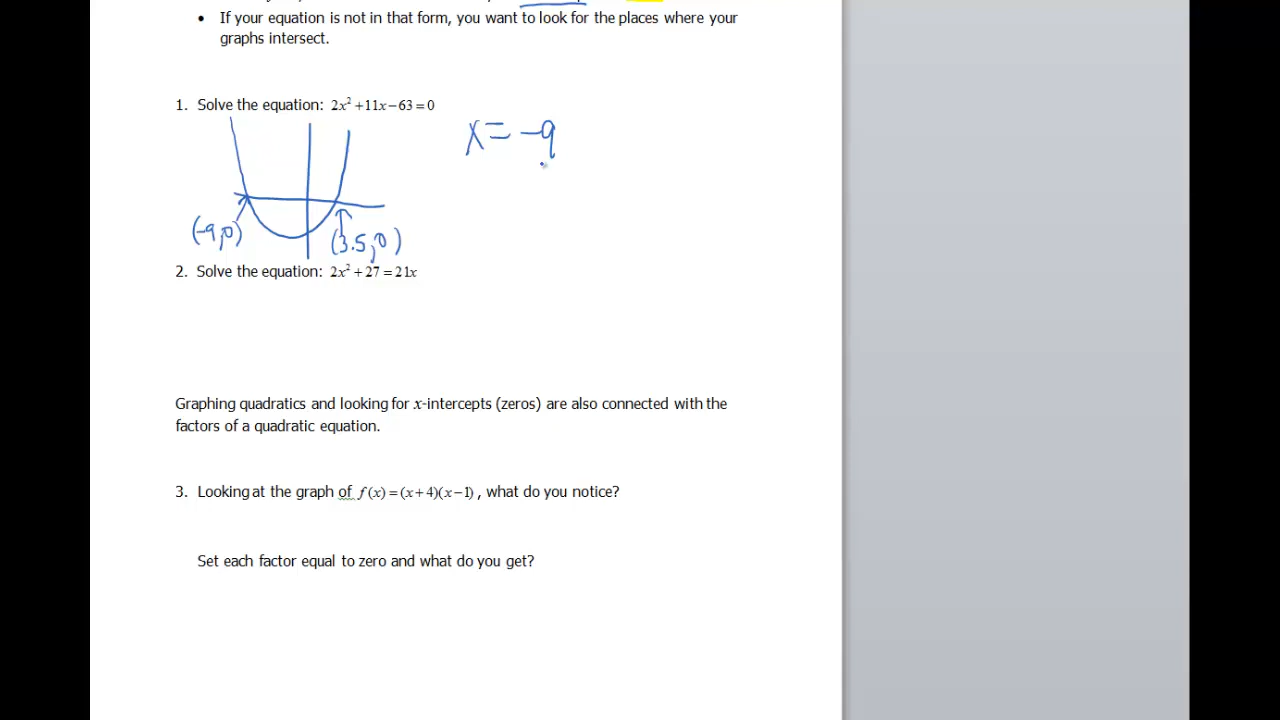 • If your equation is not in that form, you want to look for the places where your
graphs intersect.
1. Solve the equation: 2x² + 11x − 63 = 0
x = −9
(−9,0)
(3.5,0)
2. Solve the equation: 2x² + 27 = 21x
Graphing quadratics and looking for x-intercepts (zeros) are also connected with the
factors of a quadratic equation.
3. Looking at the graph of f(x) = (x + 4)(x − 1), what do you notice?
Set each factor equal to zero and what do you get?